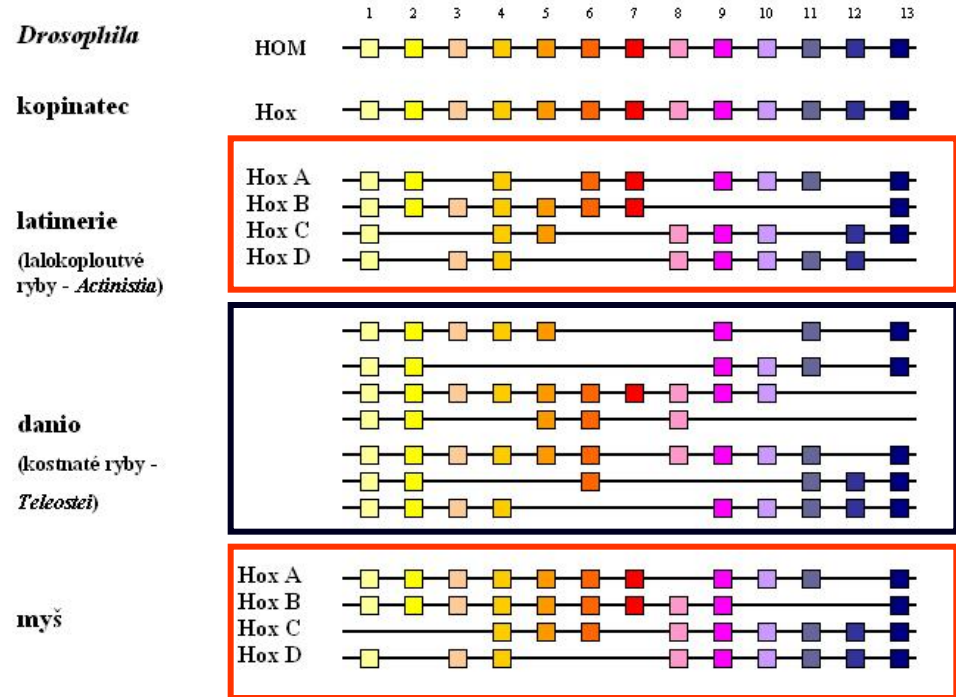 1 2 3 4 5 6 7 8 9 10 11 12 13
Drosophila HOM
kopinatec Hox
latimerie
(lalokoploutvé
ryby - Actinistia)
Hox A
Hox B
Hox C
Hox D
danio
(kostnaté ryby -
Teleostei)
myš
Hox A
Hox B
Hox C
Hox D